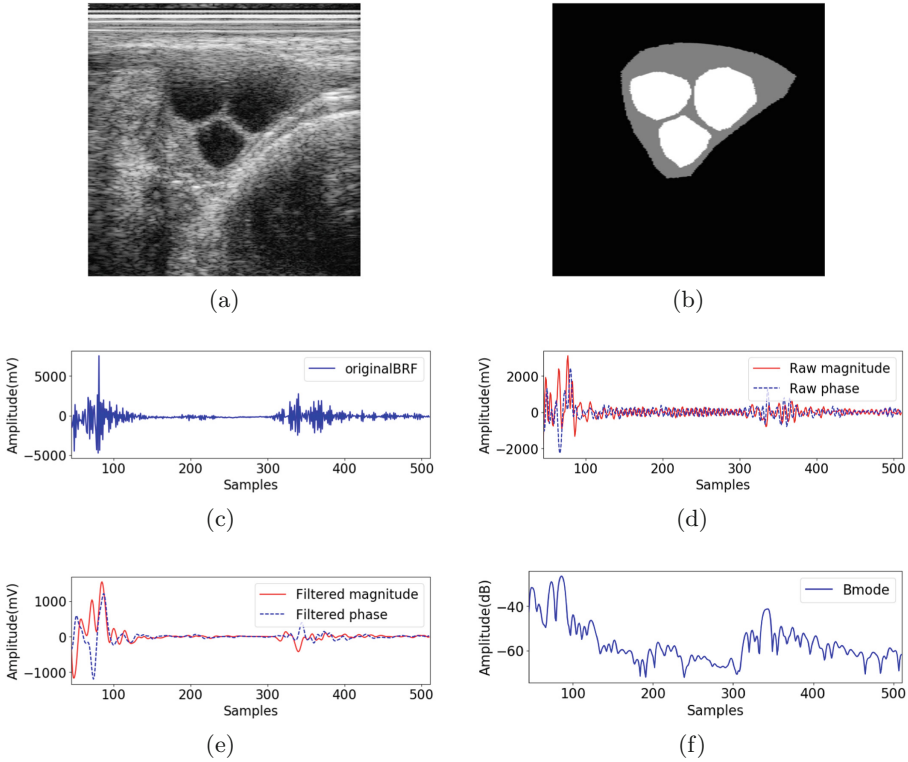 (a)
(b)
Amplitude(mV)
5000
0
−5000
originalBRF
100 200 300 400 500
Samples
(c)
Amplitude(mV)
2000
0
−2000
Raw magnitude
Raw phase
100 200 300 400 500
Samples
(d)
Amplitude(mV)
1000
0
−1000
Filtered magnitude
Filtered phase
100 200 300 400 500
Samples
(e)
Amplitude(dB)
−40
−60
Bmode
100 200 300 400 500
Samples
(f)